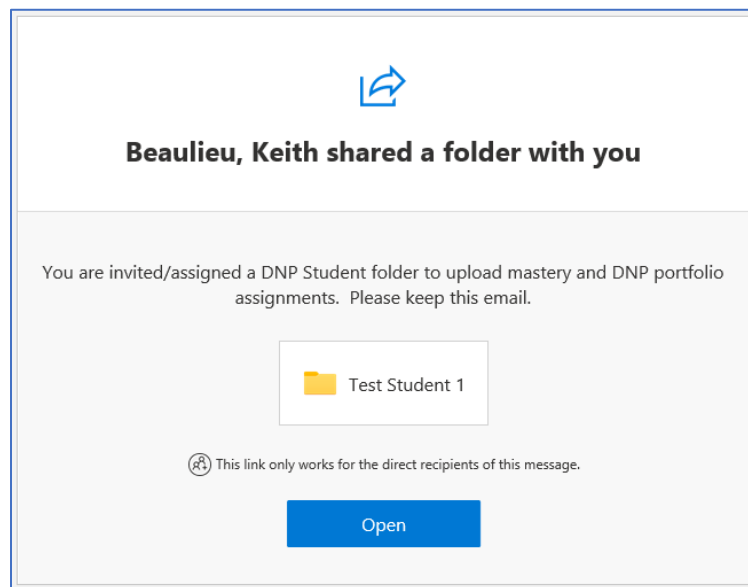 Beaulieu, Keith shared a folder with you
You are invited/assigned a DNP Student folder to upload mastery and DNP portfolio
assignments.  Please keep this email.
Test Student 1
This link only works for the direct recipients of this message.
Open